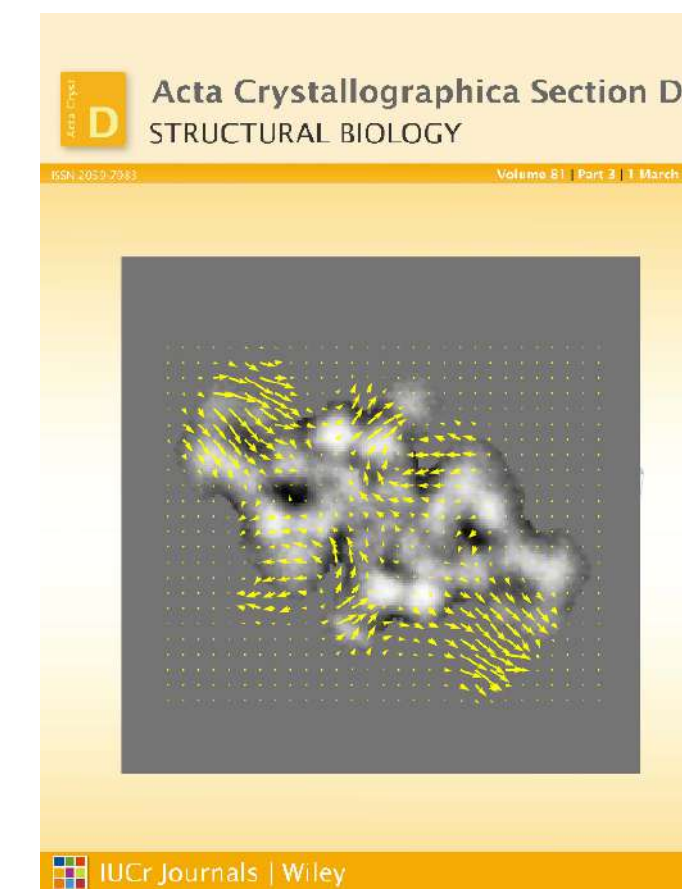 Acta Cryst
D
Acta Crystallographica Section D
STRUCTURAL BIOLOGY
ISSN 2059-7983
Volume 81 | Part 3 | 1 March
IUCr Journals | Wiley